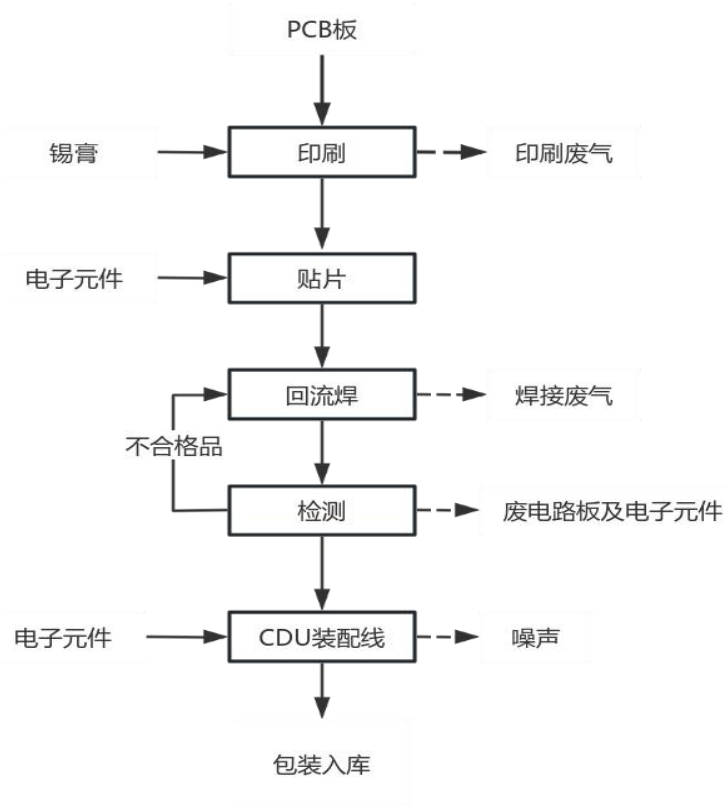 PCB板
锡膏
印刷
印刷废气
电子元件
贴片
回流焊
焊接废气
不合格品
检测
废电路板及电子元件
电子元件
CDU装配线
噪声
包装入库